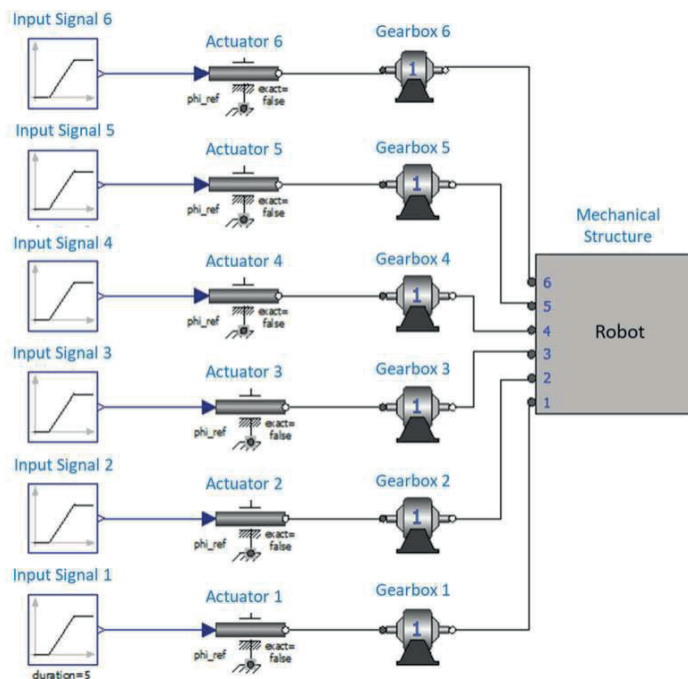 Input Signal 6
Actuator 6
Gearbox 6
1
phi_ref
exact=
false
Input Signal 5
Actuator 5
Gearbox 5
1
phi_ref
exact=
false
Mechanical
Structure
Input Signal 4
Actuator 4
Gearbox 4
1
phi_ref
exact=
false
6
5
4
3
2
1
Robot
Input Signal 3
Actuator 3
Gearbox 3
1
phi_ref
exact=
false
Input Signal 2
Actuator 2
Gearbox 2
1
phi_ref
exact=
false
Input Signal 1
Actuator 1
Gearbox 1
1
phi_ref
exact=
false
duration=5